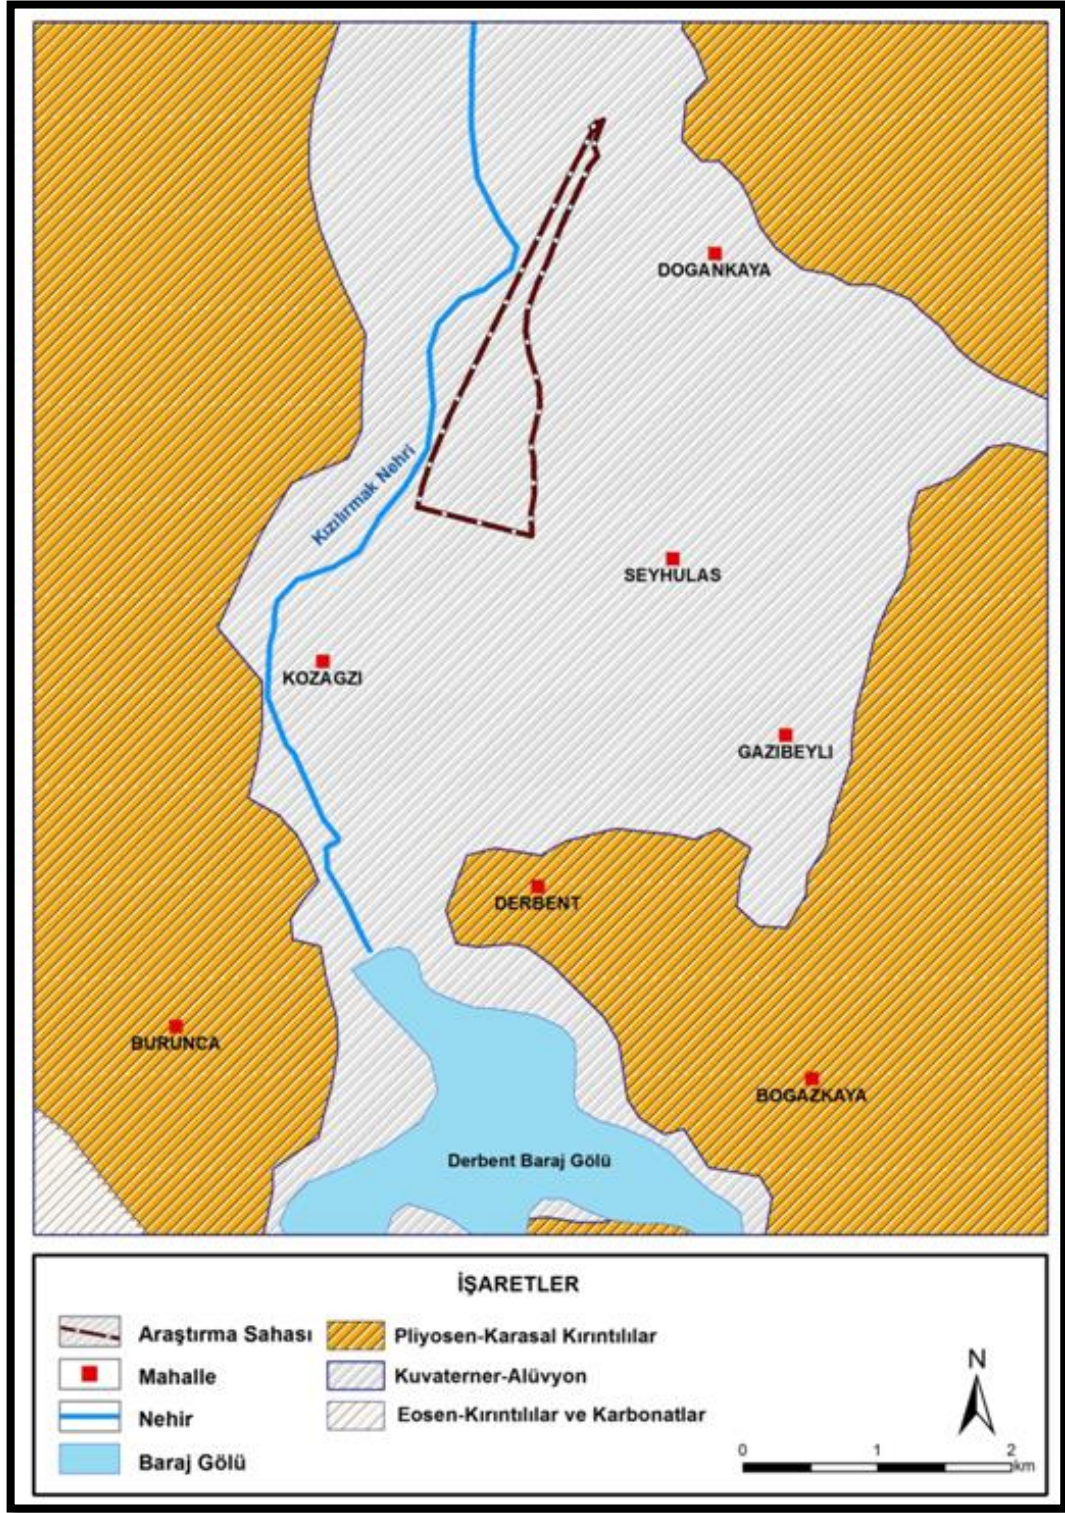 DOGANKAYA
Kızılırmak Nehri
SEYHULAS
KOZAGZI
GAZIBEYLI
DERBENT
BURUNCA
BOGAZKAYA
Derbent Baraj Gölü
İŞARETLER
Araştırma Sahası
Mahalle
Nehir
Baraj Gölü
Pliyosen-Karasal Kırıntılılar
Kuvaterner-Alüvyon
Eosen-Kırıntılılar ve Karbonatlar
N
0 1 2
km